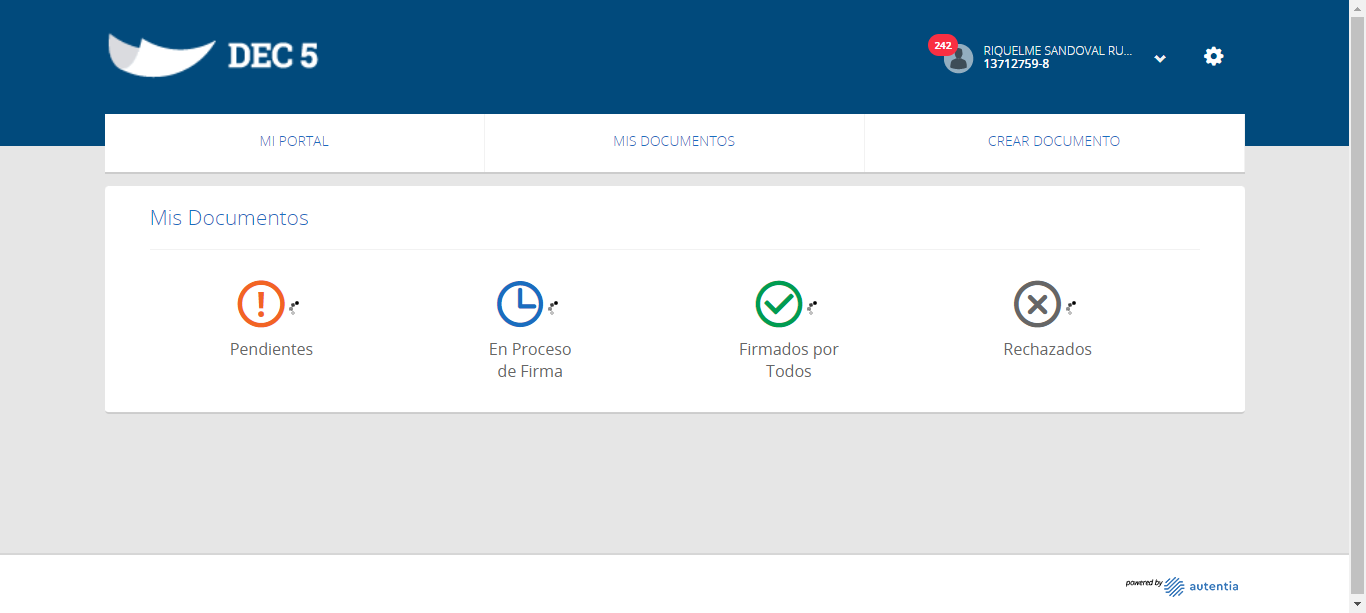 DEC 5
242
RIQUELME SANDOVAL RU...
13712759-8
MI PORTAL
MIS DOCUMENTOS
CREAR DOCUMENTO
Mis Documentos
Pendientes
En Proceso
de Firma
Firmados por
Todos
Rechazados
powered by autentia